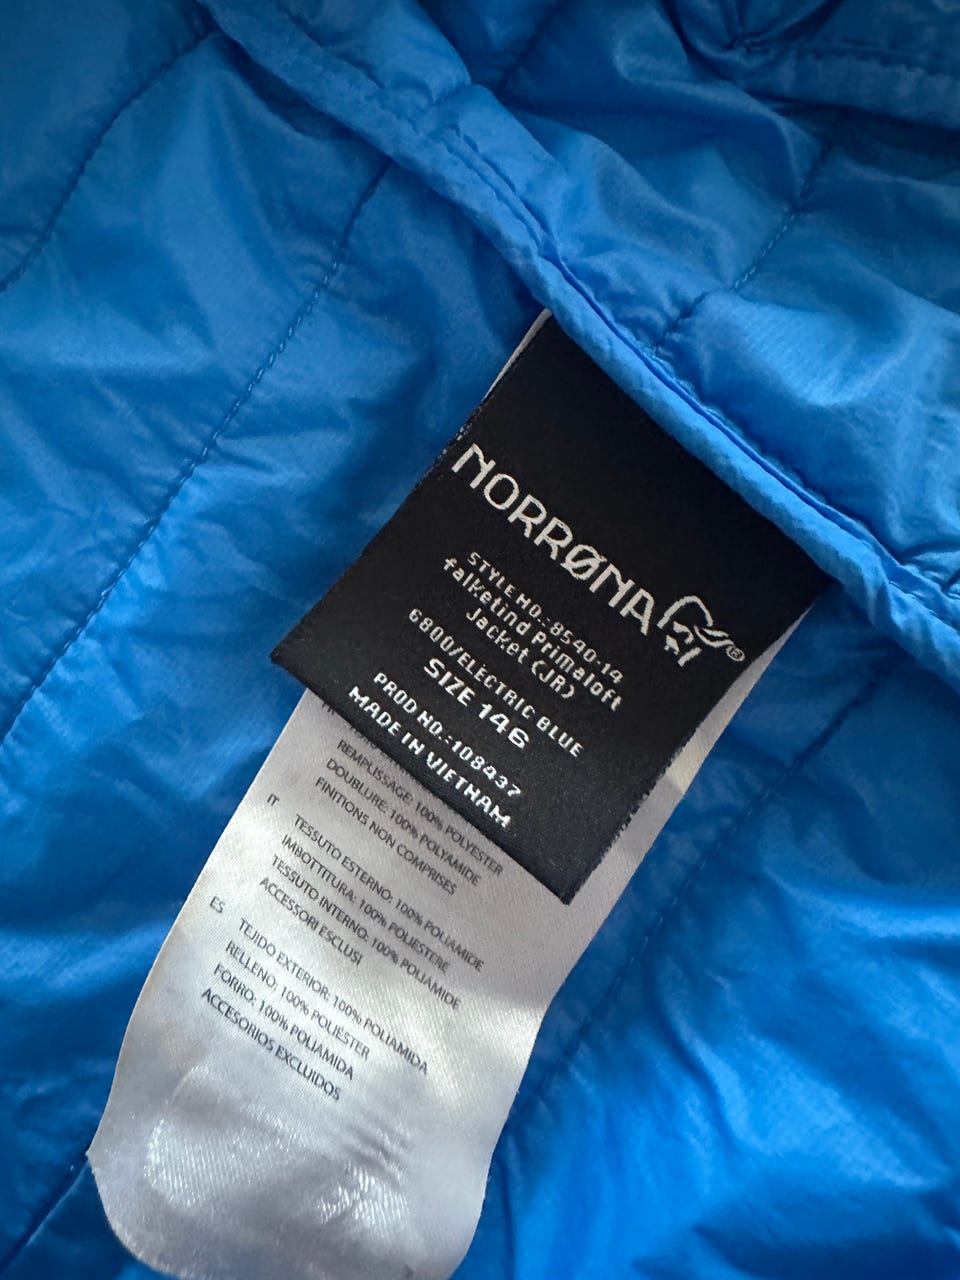 NORRØNA®
STYLE NO.:8540-14
falketind Primaloft
Jacket (JR)
6800/ELECTRIC BLUE
SIZE 146
PROD NO.:108437
MADE IN VIETNAM
REMPLISSAGE: 100% POLYESTER
DOUBLURE: 100% POLYAMIDE
FINITIONS NON COMPRISES
IT
TESSUTO ESTERNO: 100% POLIAMIDE
IMBOTTITURA: 100% POLIESTERE
TESSUTO INTERNO: 100% POLIAMIDE
ACCESSORI ESCLUSI
ES
TEJIDO EXTERIOR: 100% POLIAMIDA
RELLENO: 100% POLIÉSTER
FORRO: 100% POLIAMIDA
ACCESORIOS EXCLUIDOS